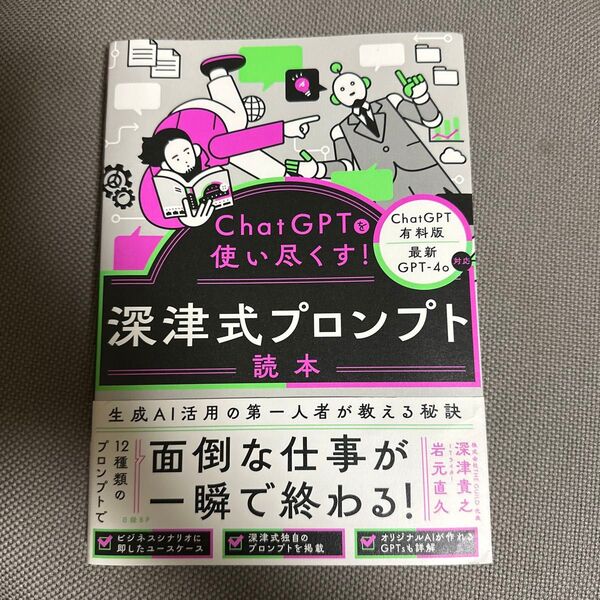 ChatGPTを
使い尽くす!
ChatGPT
有料版
最新
GPT-4o
対応
深津式プロンプト
読本
生成AI活用の第一人者が教える秘訣
12種類の
プロンプトで
面倒な仕事が
一瞬で終わる!
深津貴之
岩元直久
日経BP
ビジネスシナリオに
即したユースケース
深津式独自の
プロンプトを掲載
オリジナルAIが作れる
GPTsも詳解